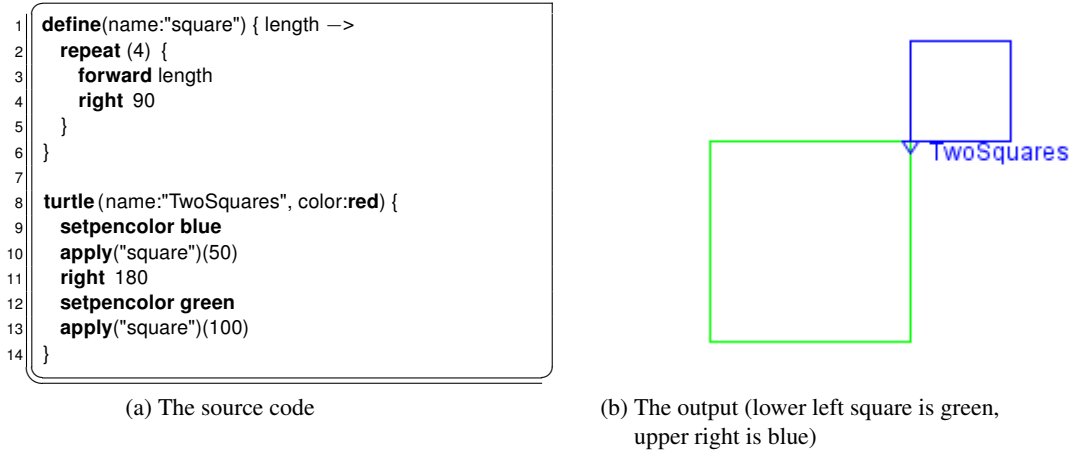 1 define(name:"square") { length −>
2 repeat (4) {
3 forward length
4 right 90
5 }
6 }
7
8 turtle (name:"TwoSquares", color:red) {
9 setpencolor blue
10 apply("square")(50)
11 right 180
12 setpencolor green
13 apply("square")(100)
14 }
(a) The source code
TwoSquares
(b) The output (lower left square is green,
upper right is blue)